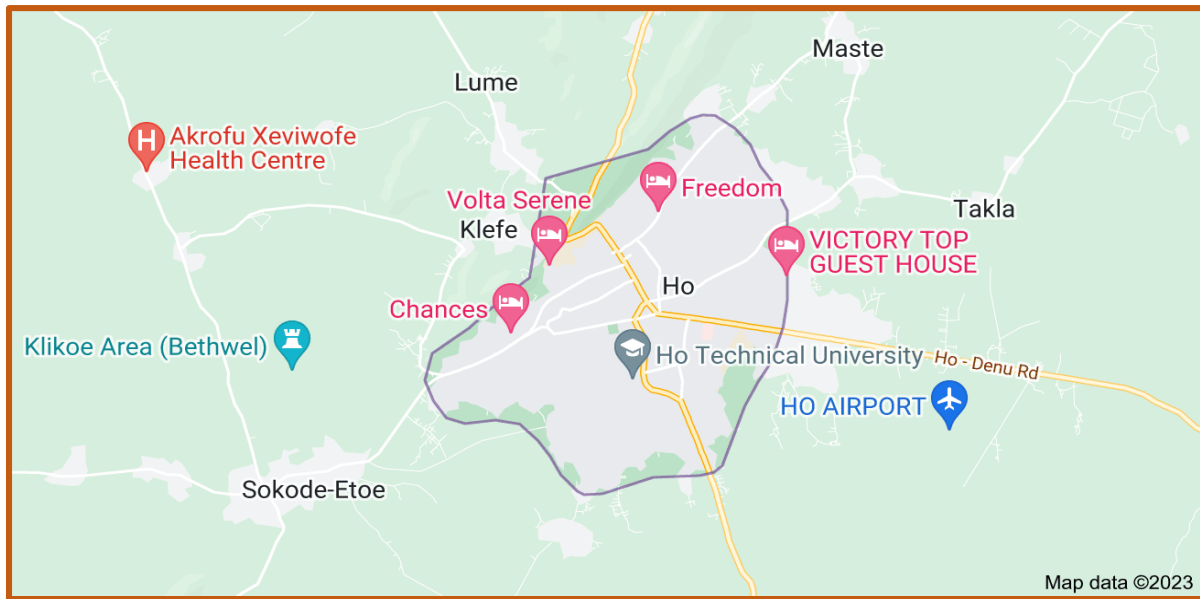 Maste
Lume
Akrofu Xeviwofe
Health Centre
H
Freedom
Volta Serene
Klefe
Takla
VICTORY TOP
GUEST HOUSE
Ho
Chances
Klikoe Area (Bethwel)
Ho Technical University
Ho - Denu Rd
HO AIRPORT
Sokode-Etoe
Map data ©2023